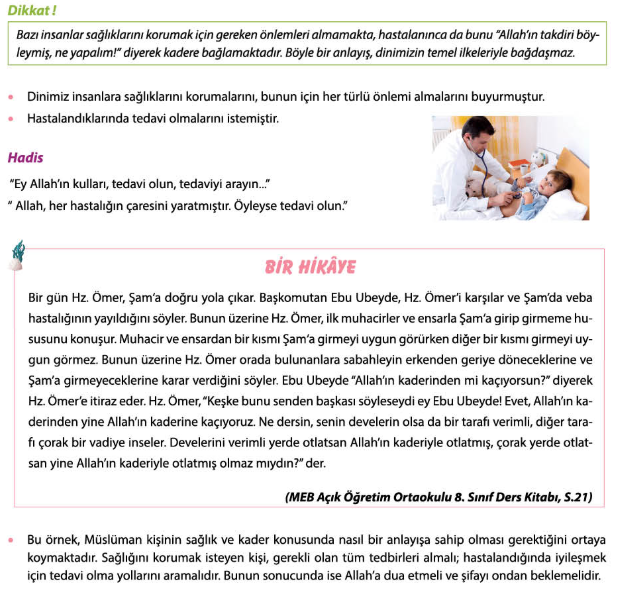 Dikkat !
Bazı insanlar sağlıklarını korumak için gereken önlemleri almamakta, hastalanınca da bunu “Allah’ın takdiri böy-
leymiş, ne yapalım!” diyerek kadere bağlamaktadır. Böyle bir anlayış, dinimizin temel ilkeleriyle bağdaşmaz.
• Dinimiz insanlara sağlıklarını korumalarını, bunun için her türlü önlemi almalarını buyurmuştur.
• Hastalandıklarında tedavi olmalarını istemiştir.
Hadis
“Ey Allah’ın kulları, tedavi olun, tedaviyi arayın...”
“ Allah, her hastalığın çaresini yaratmıştır. Öyleyse tedavi olun.”
BİR HİKÂYE
Bir gün Hz. Ömer, Şam’a doğru yola çıkar. Başkomutan Ebu Ubeyde, Hz. Ömer’i karşılar ve Şam’da veba
hastalığının yayıldığını söyler. Bunun üzerine Hz. Ömer, ilk muhacirler ve ensarla Şam’a girip girmeme hu-
susunu konuşur. Muhacir ve ensardan bir kısmı Şam’a girmeyi uygun görürken diğer bir kısmı girmeyi uy-
gun görmez. Bunun üzerine Hz. Ömer orada bulunanlara sabahleyin erkenden geriye döneceklerine ve
Şam’a girmeyeceklerine karar verdiğini söyler. Ebu Ubeyde “Allah’ın kaderinden mi kaçıyorsun?” diyerek
Hz. Ömer’e itiraz eder. Hz. Ömer, “Keşke bunu senden başkası söyleseydi ey Ebu Ubeyde! Evet, Allah’ın ka-
derinden yine Allah’ın kaderine kaçıyoruz. Ne dersin, senin develerin olsa da bir tarafı verimli, diğer tara-
fı çorak bir vadiye inseler. Develerini verimli yerde otlatsan Allah’ın kaderiyle otlatmış, çorak yerde otlat-
san yine Allah’ın kaderiyle otlatmış olmaz mıydın?” der.
(MEB Açık Öğretim Ortaokulu 8. Sınıf Ders Kitabı, S.21)
• Bu örnek, Müslüman kişinin sağlık ve kader konusunda nasıl bir anlayışa sahip olması gerektiğini ortaya
koymaktadır. Sağlığını korumak isteyen kişi, gerekli olan tüm tedbirleri almalı; hastalandığında iyileşmek
için tedavi olma yollarını aramalıdır. Bunun sonucunda ise Allah’a dua etmeli ve şifayı ondan beklemelidir.